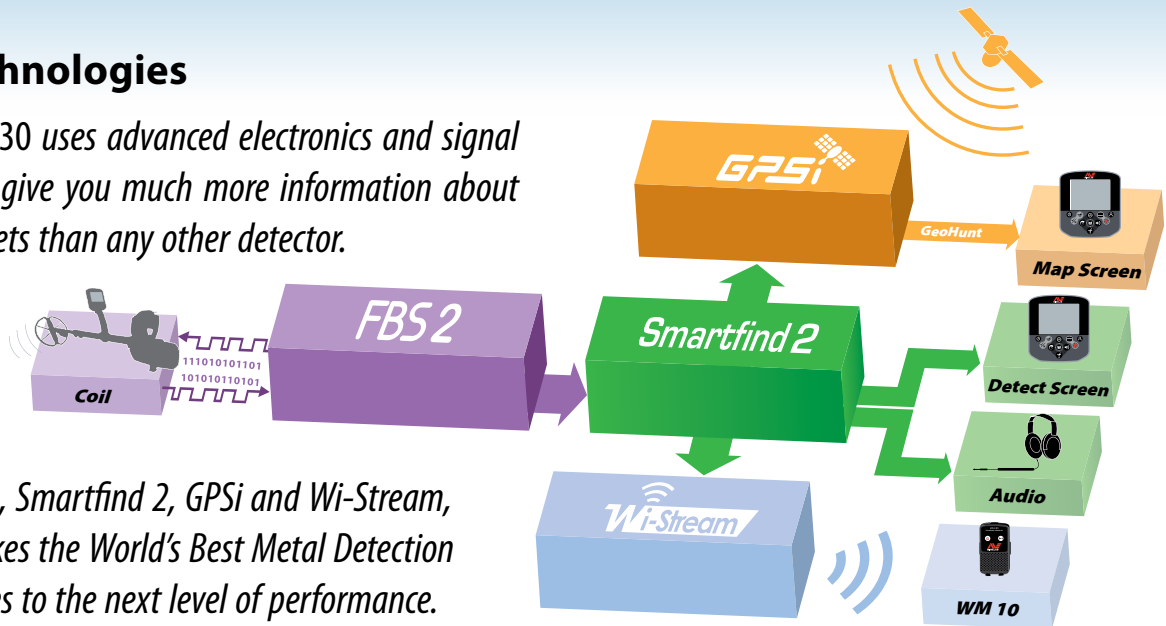 hnologies
30 uses advanced electronics and signal
give you much more information about
ets than any other detector.
GPSi
GeoHunt
Map Screen
FBS 2
Smartfind 2
111010101101
101010110101
Coil
Detect Screen
Audio
, Smartfind 2, GPSi and Wi-Stream,
kes the World's Best Metal Detection
es to the next level of performance.
Wi-Stream
WM 10